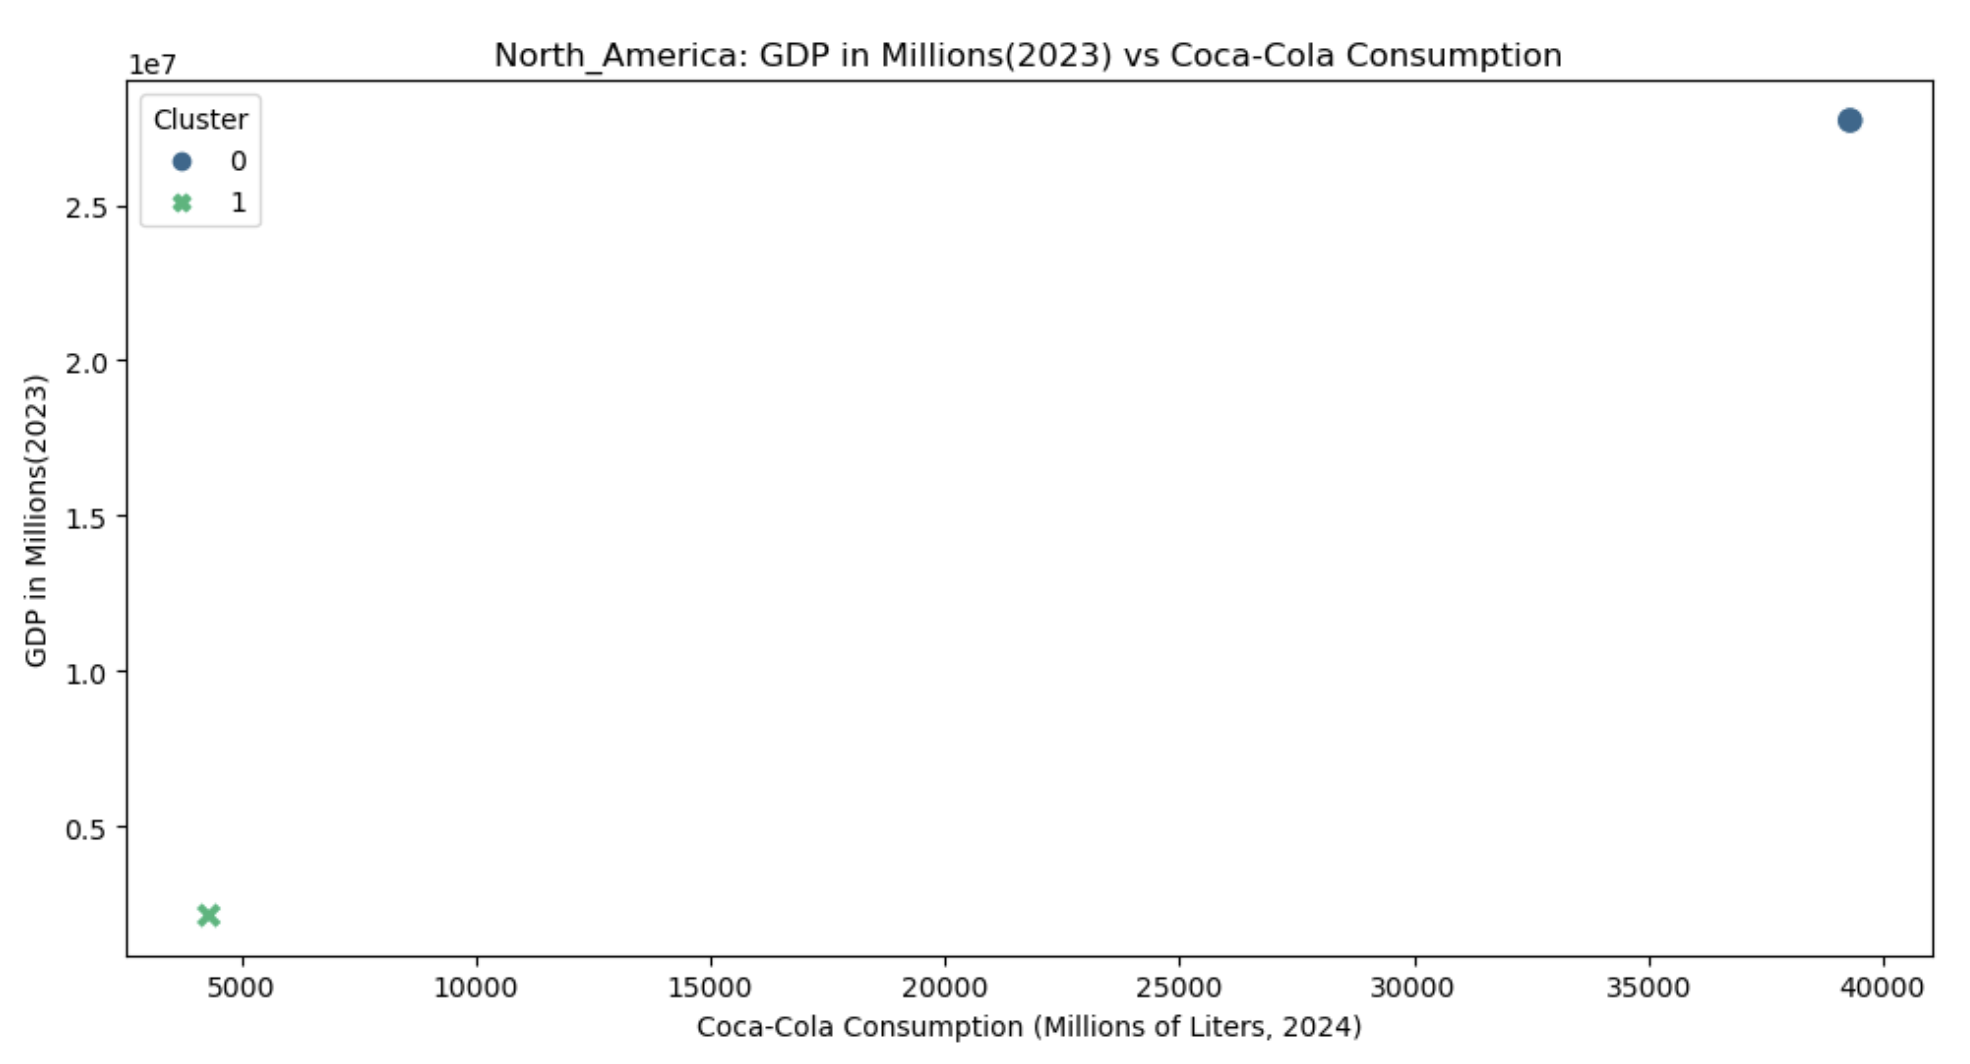 North_America: GDP in Millions(2023) vs Coca-Cola Consumption
1e7
Cluster
0
1
2.5
2.0
1.5
1.0
0.5
GDP in Millions(2023)
5000 10000 15000 20000 25000 30000 35000 40000
Coca-Cola Consumption (Millions of Liters, 2024)